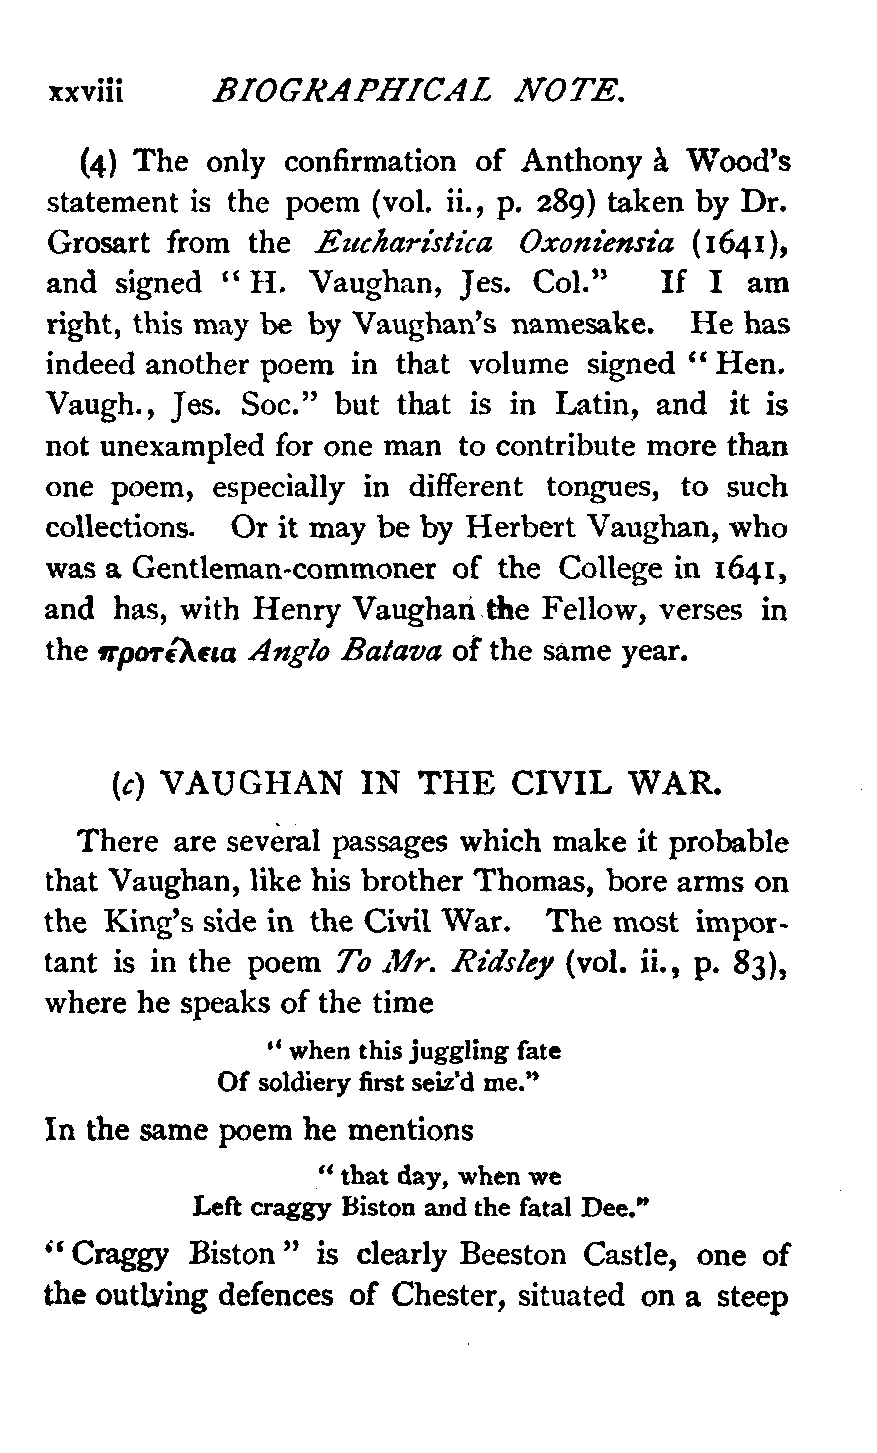 xxviii BIOGRAPHICAL NOTE.
(4) The only confirmation of Anthony à Wood's
statement is the poem (vol. ii., p. 289) taken by Dr.
Grosart from the Eucharistica Oxoniensia (1641),
and signed "H. Vaughan, Jes. Col." If I am
right, this may be by Vaughan's namesake. He has
indeed another poem in that volume signed "Hen.
Vaugh., Jes. Soc." but that is in Latin, and it is
not unexampled for one man to contribute more than
one poem, especially in different tongues, to such
collections. Or it may be by Herbert Vaughan, who
was a Gentleman-commoner of the College in 1641,
and has, with Henry Vaughan the Fellow, verses in
the προτέλεια Anglo Batava of the same year.
(c) VAUGHAN IN THE CIVIL WAR.
There are several passages which make it probable
that Vaughan, like his brother Thomas, bore arms on
the King's side in the Civil War. The most impor-
tant is in the poem To Mr. Ridsley (vol. ii., p. 83),
where he speaks of the time
"when this juggling fate
Of soldiery first seiz'd me."
In the same poem he mentions
"that day, when we
Left craggy Biston and the fatal Dee."
"Craggy Biston" is clearly Beeston Castle, one of
the outlying defences of Chester, situated on a steep